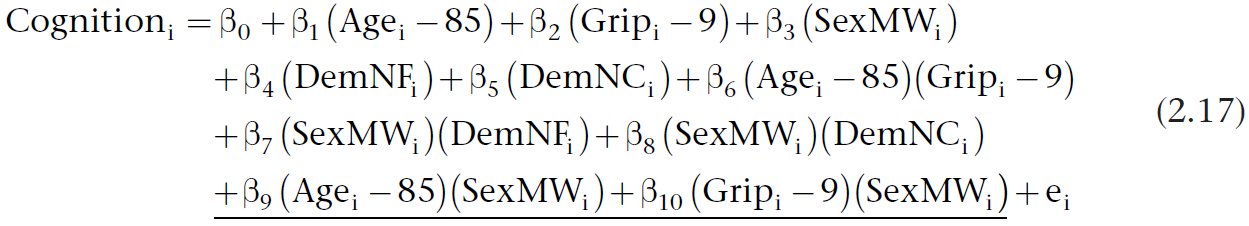 Cognitionᵢ = β₀ + β₁(Ageᵢ − 85) + β₂(Gripᵢ − 9) + β₃(SexMWᵢ)
+ β₄(DemNFᵢ) + β₅(DemNCᵢ) + β₆(Ageᵢ − 85)(Gripᵢ − 9)
(2.17)
+ β₇(SexMWᵢ)(DemNFᵢ) + β₈(SexMWᵢ)(DemNCᵢ)
+ β₉(Ageᵢ − 85)(SexMWᵢ) + β₁₀(Gripᵢ − 9)(SexMWᵢ) + eᵢ